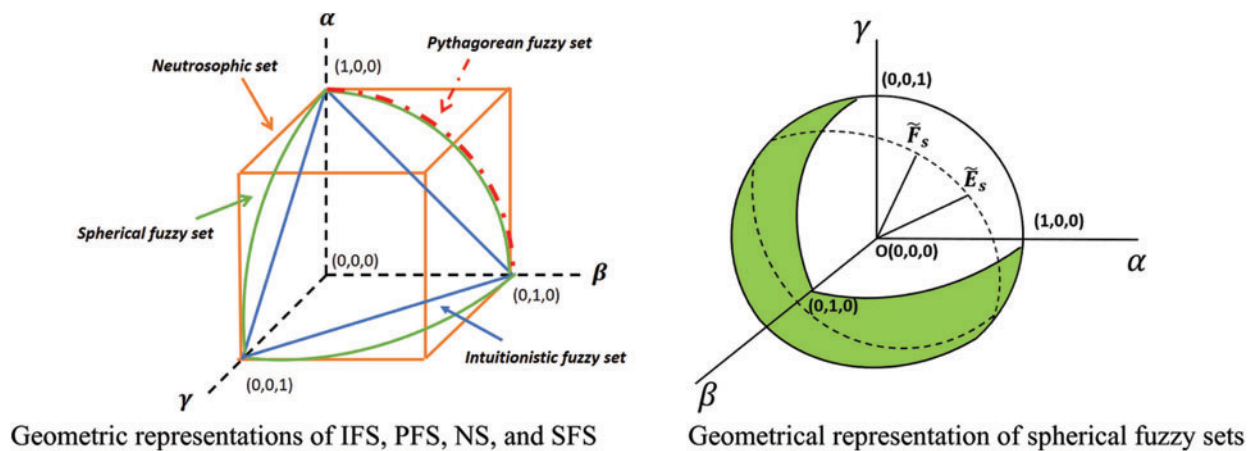 α
Pythagorean fuzzy set
Neutrosophic set
(1,0,0)
Spherical fuzzy set
(0,0,0)
β
(0,1,0)
Intuitionistic fuzzy set
(0,0,1)
γ
Geometric representations of IFS, PFS, NS, and SFS
γ
(0,0,1)
F̃s
Ẽs
(1,0,0)
O(0,0,0)
α
(0,1,0)
β
Geometrical representation of spherical fuzzy sets